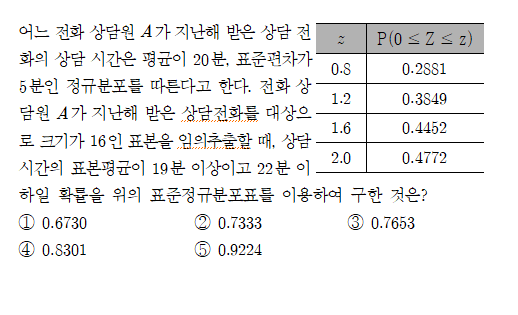 어느 전화 상담원 A가 지난해 받은 상담 전
화의 상담 시간은 평균이 20분, 표준편차가
5분인 정규분포를 따른다고 한다. 전화 상
담원 A가 지난해 받은 상담전화를 대상으
로 크기가 16인 표본을 임의추출할 때, 상담
시간의 표본평균이 19분 이상이고 22분 이
하일 확률을 위의 표준정규분포표를 이용하여 구한 것은?
z P(0 ≤ Z ≤ z)
0.8 0.2881
1.2 0.3849
1.6 0.4452
2.0 0.4772
① 0.6730 ② 0.7333 ③ 0.7653
④ 0.8301 ⑤ 0.9224